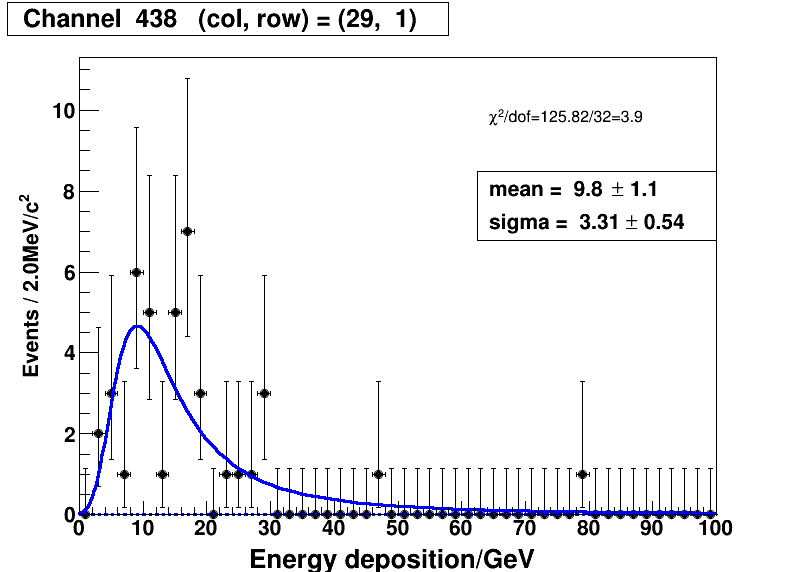 Channel 438 (col, row) = (29, 1)
χ²/dof=125.82/32=3.9
mean = 9.8 ± 1.1
sigma = 3.31 ± 0.54
Events / 2.0MeV/c²
10
8
6
4
2
0
0 10 20 30 40 50 60 70 80 90 100
Energy deposition/GeV